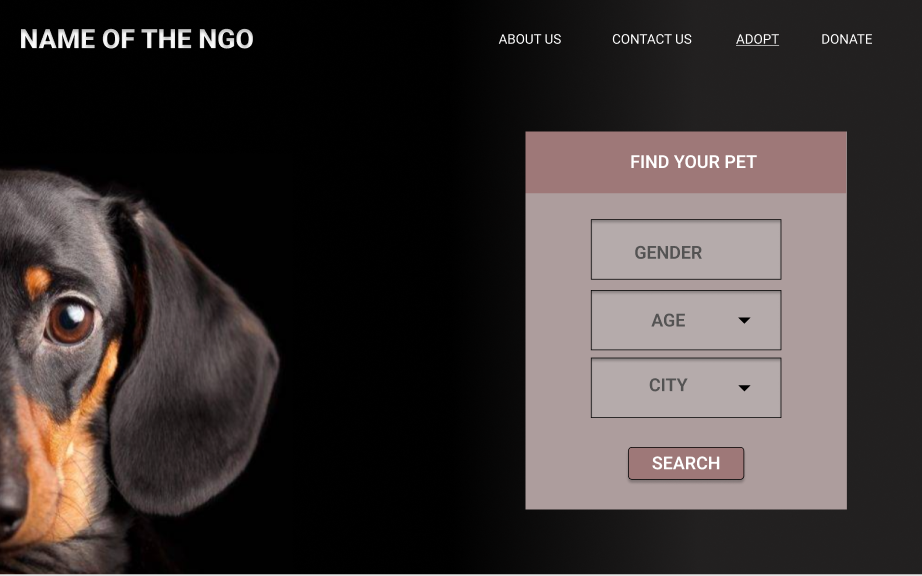 NAME OF THE NGO
ABOUT US
CONTACT US
ADOPT
DONATE
FIND YOUR PET
GENDER
AGE
CITY
SEARCH